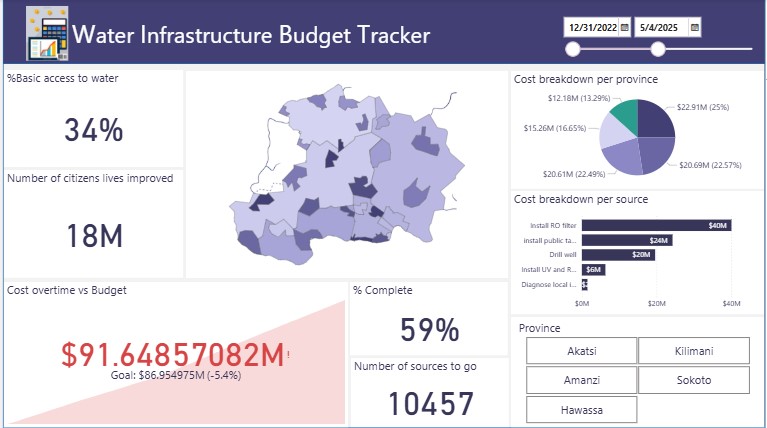 Water Infrastructure Budget Tracker
12/31/2022
5/4/2025
%Basic access to water
34%
Number of citizens lives improved
18M
Cost breakdown per province
$12.18M (13.29%)
$22.91M (25%)
$15.26M (16.65%)
$20.61M (22.49%)
$20.69M (22.57%)
Cost breakdown per source
Install RO filter
$40M
install public ta...
$24M
Drill well
$20M
Install UV and R...
$6M
Diagnose local i...
$0M
$20M
$40M
Cost overtime vs Budget
$91.64857082M!
Goal: $86.954975M (-5.4%)
% Complete
59%
Number of sources to go
10457
Province
Akatsi
Kilimani
Amanzi
Sokoto
Hawassa